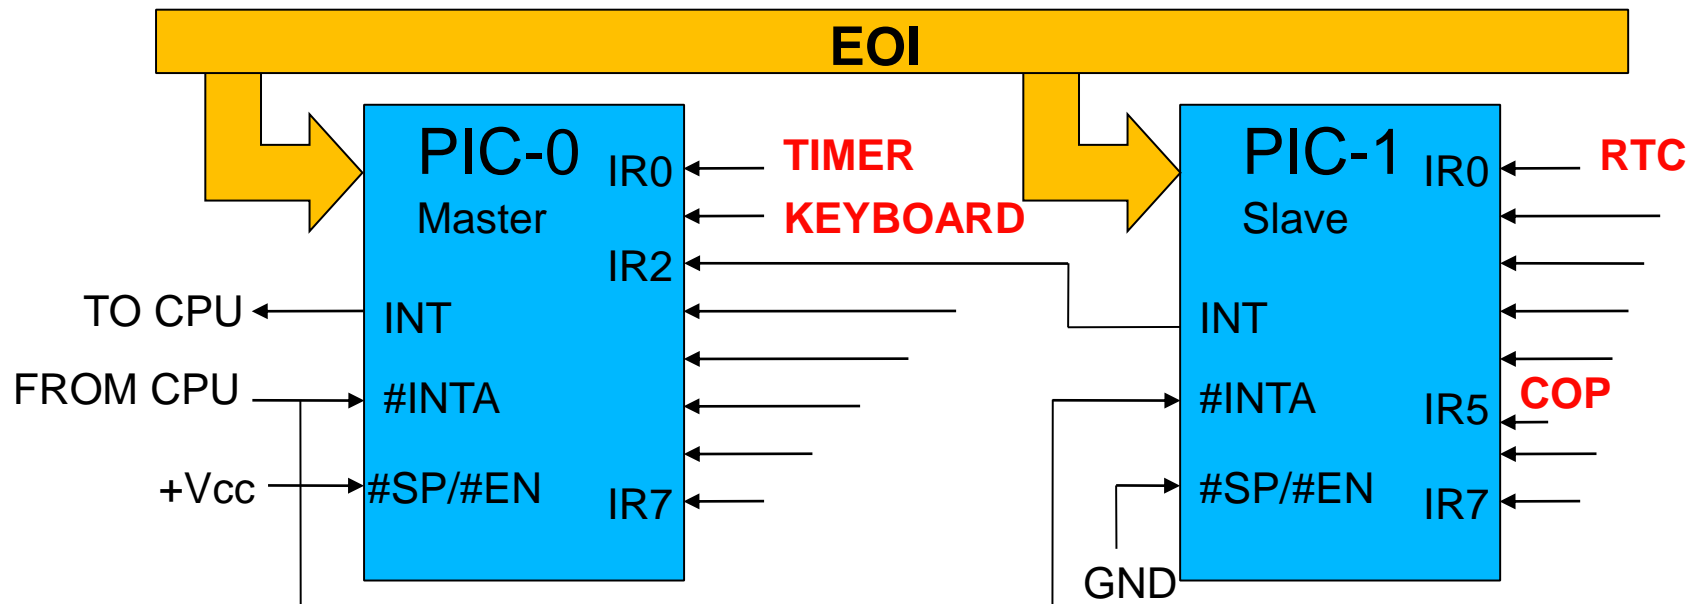 EOI
PIC-0
Master
IR0
TIMER
KEYBOARD
IR2
TO CPU
INT
FROM CPU
#INTA
+Vcc
#SP/#EN
IR7
PIC-1
Slave
IR0
RTC
INT
#INTA
IR5
COP
#SP/#EN
IR7
GND